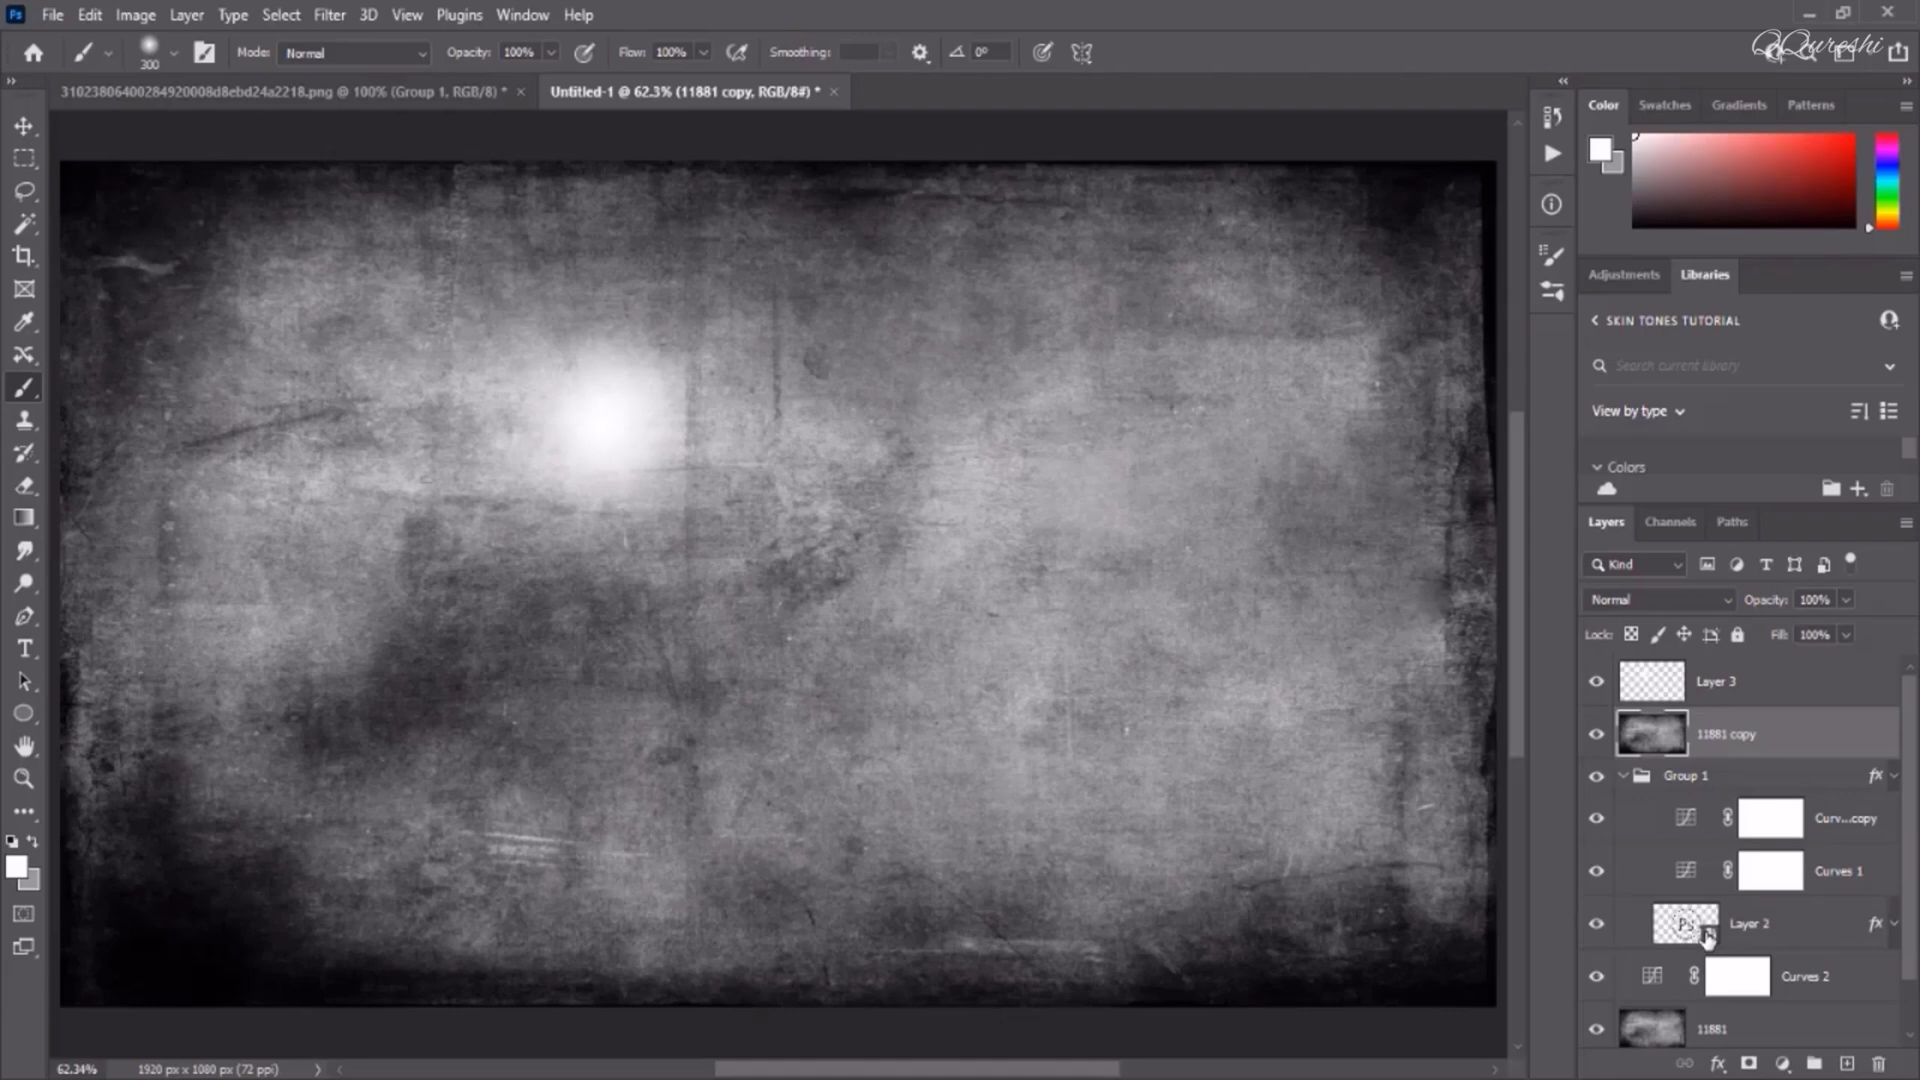 Ps File Edit Image Layer Type Select Filter 3D View Plugins Window Help
QQureshi
300 Mode: Normal Opacity: 100% Flow: 100% Smoothing: 0°
31023806400284920008d8ebd24a2218.png @ 100% (Group 1, RGB/8) * × Untitled-1 @ 62.3% (11881 copy, RGB/8#) * ×
Color Swatches Gradients Patterns
Adjustments Libraries
SKIN TONES TUTORIAL
Search current library
View by type
Colors
Layers Channels Paths
Kind
Normal Opacity: 100%
Lock: Fill: 100%
Layer 3
11881 copy
Group 1 fx
Curv...copy
Curves 1
Ps Layer 2 fx
Curves 2
11881
fx
62.34% 1920 px x 1080 px (72 ppi)